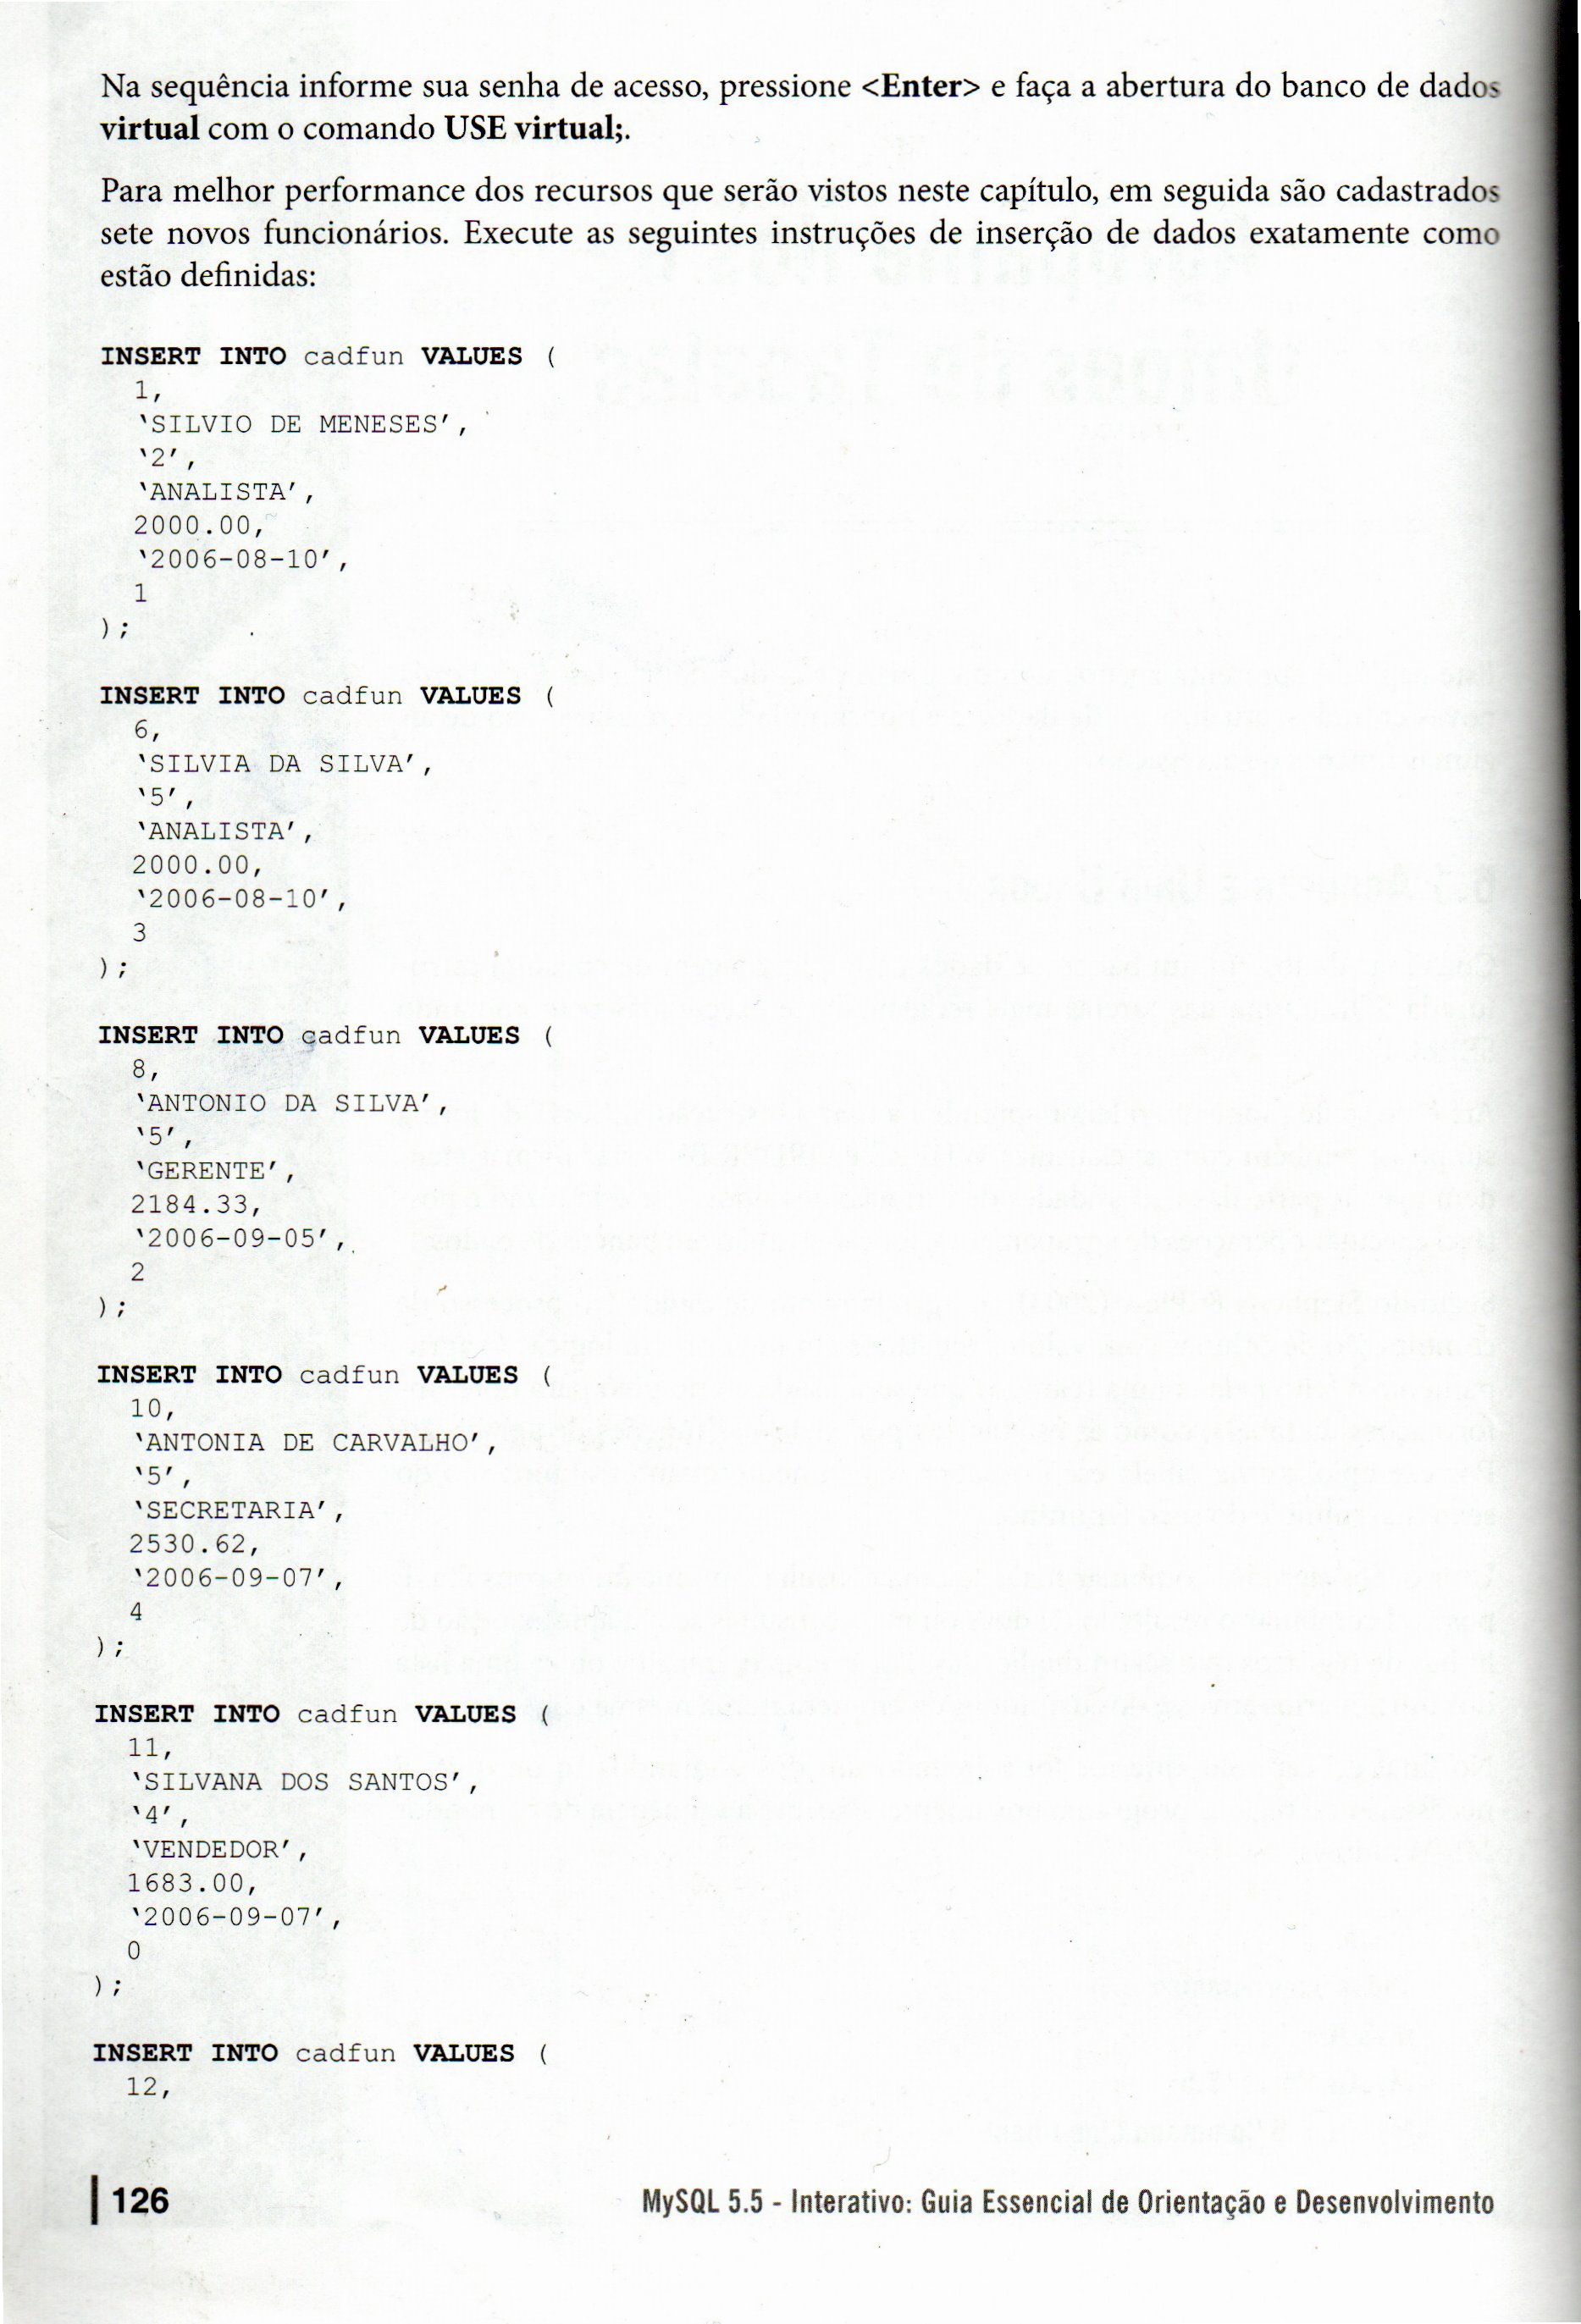 Na sequência informe sua senha de acesso, pressione <Enter> e faça a abertura do banco de dados
virtual com o comando USE virtual;.
Para melhor performance dos recursos que serão vistos neste capítulo, em seguida são cadastrados
sete novos funcionários. Execute as seguintes instruções de inserção de dados exatamente como
estão definidas:
INSERT INTO cadfun VALUES (
1,
‘SILVIO DE MENESES’,
‘2’,
‘ANALISTA’,
2000.00,
‘2006-08-10’,
1
);
INSERT INTO cadfun VALUES (
6,
‘SILVIA DA SILVA’,
‘5’,
‘ANALISTA’,
2000.00,
‘2006-08-10’,
3
);
INSERT INTO cadfun VALUES (
8,
‘ANTONIO DA SILVA’,
‘5’,
‘GERENTE’,
2184.33,
‘2006-09-05’,
2
);
INSERT INTO cadfun VALUES (
10,
‘ANTONIA DE CARVALHO’,
‘5’,
‘SECRETARIA’,
2530.62,
‘2006-09-07’,
4
);
INSERT INTO cadfun VALUES (
11,
‘SILVANA DOS SANTOS’,
‘4’,
‘VENDEDOR’,
1683.00,
‘2006-09-07’,
0
);
INSERT INTO cadfun VALUES (
12,
126
MySQL 5.5 - Interativo: Guia Essencial de Orientação e Desenvolvimento